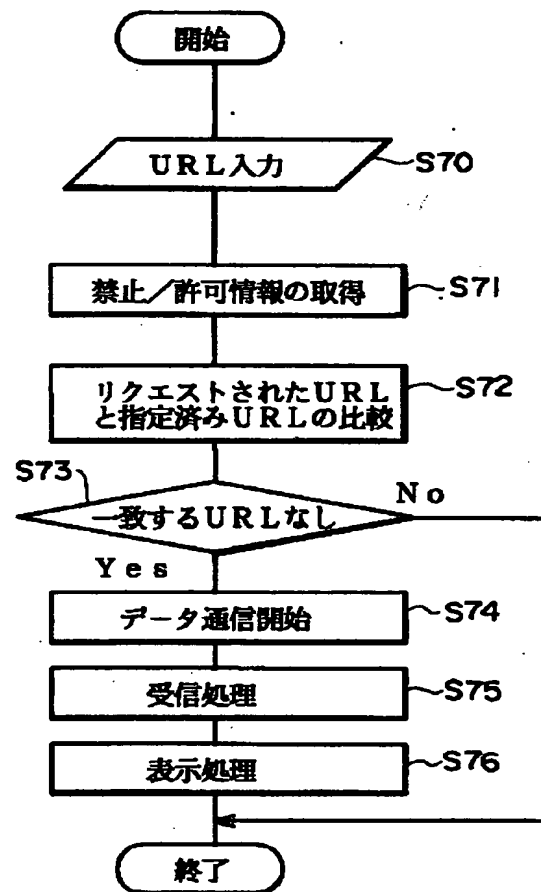 開始
URL入力
S70
禁止/許可情報の取得
S71
リクエストされたURL
と指定済みURLの比較
S72
S73
一致するURLなし
No
Yes
データ通信開始
S74
受信処理
S75
表示処理
S76
終了